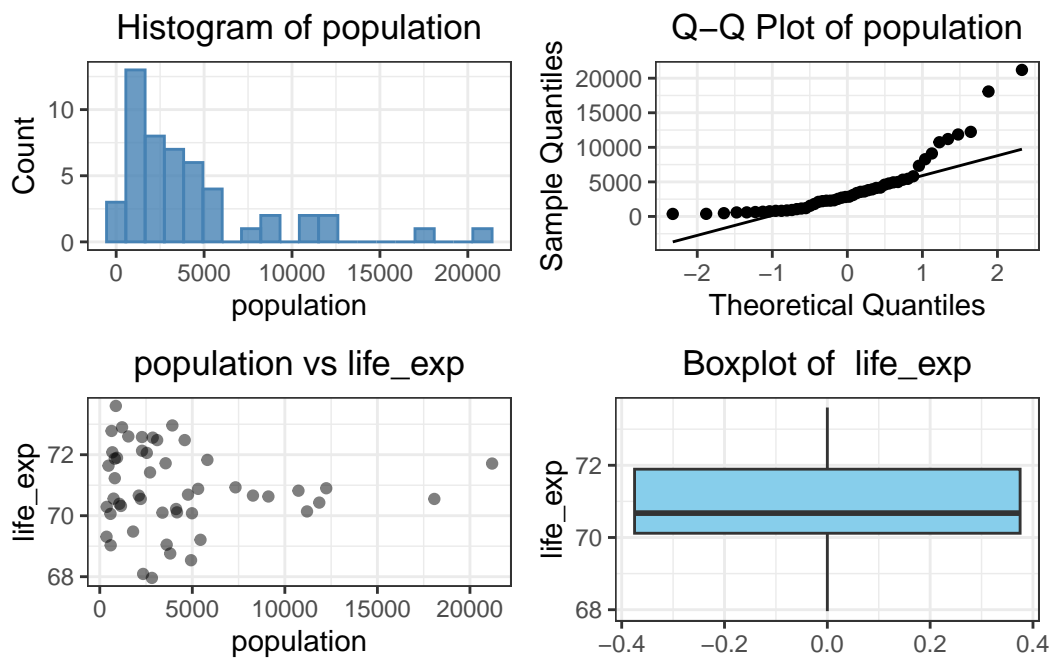 Histogram of population
Count
10
5
0
0 5000 10000 15000 20000
population
Q−Q Plot of population
Sample Quantiles
20000
15000
10000
5000
0
−2 −1 0 1 2
Theoretical Quantiles
population vs life_exp
life_exp
72
70
68
0 5000 10000 15000 20000
population
Boxplot of  life_exp
life_exp
72
70
68
−0.4 −0.2 0.0 0.2 0.4